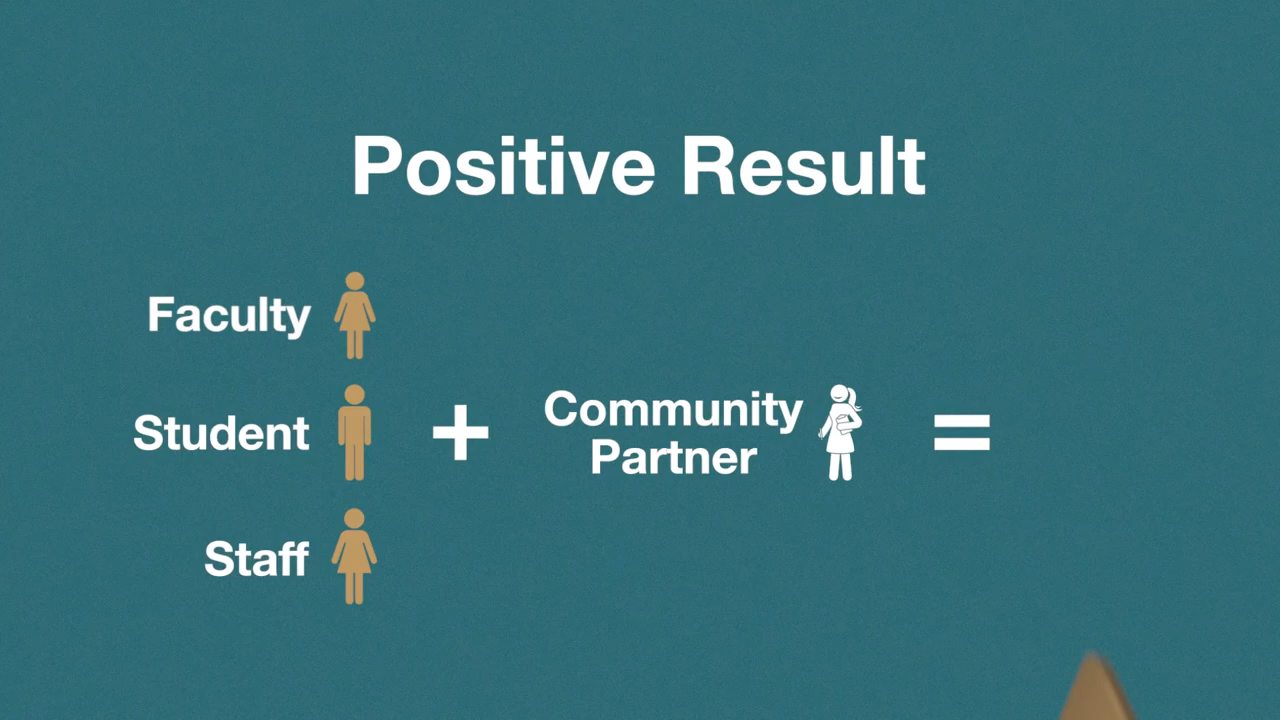 Positive Result
Faculty
Student
+
Community
Partner
=
Staff